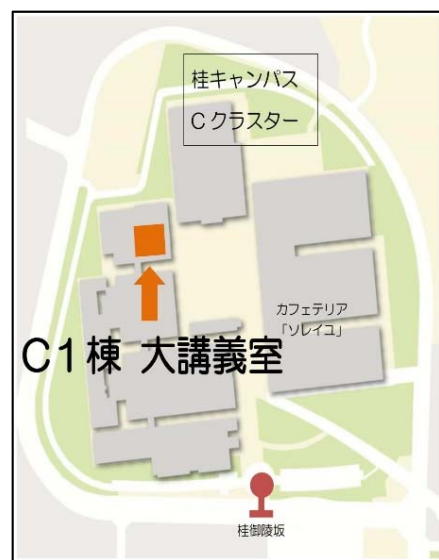 桂キャンパス
Cクラスター
カフェテリア
「ソレイユ」
C1棟 大講義室
桂御陵坂